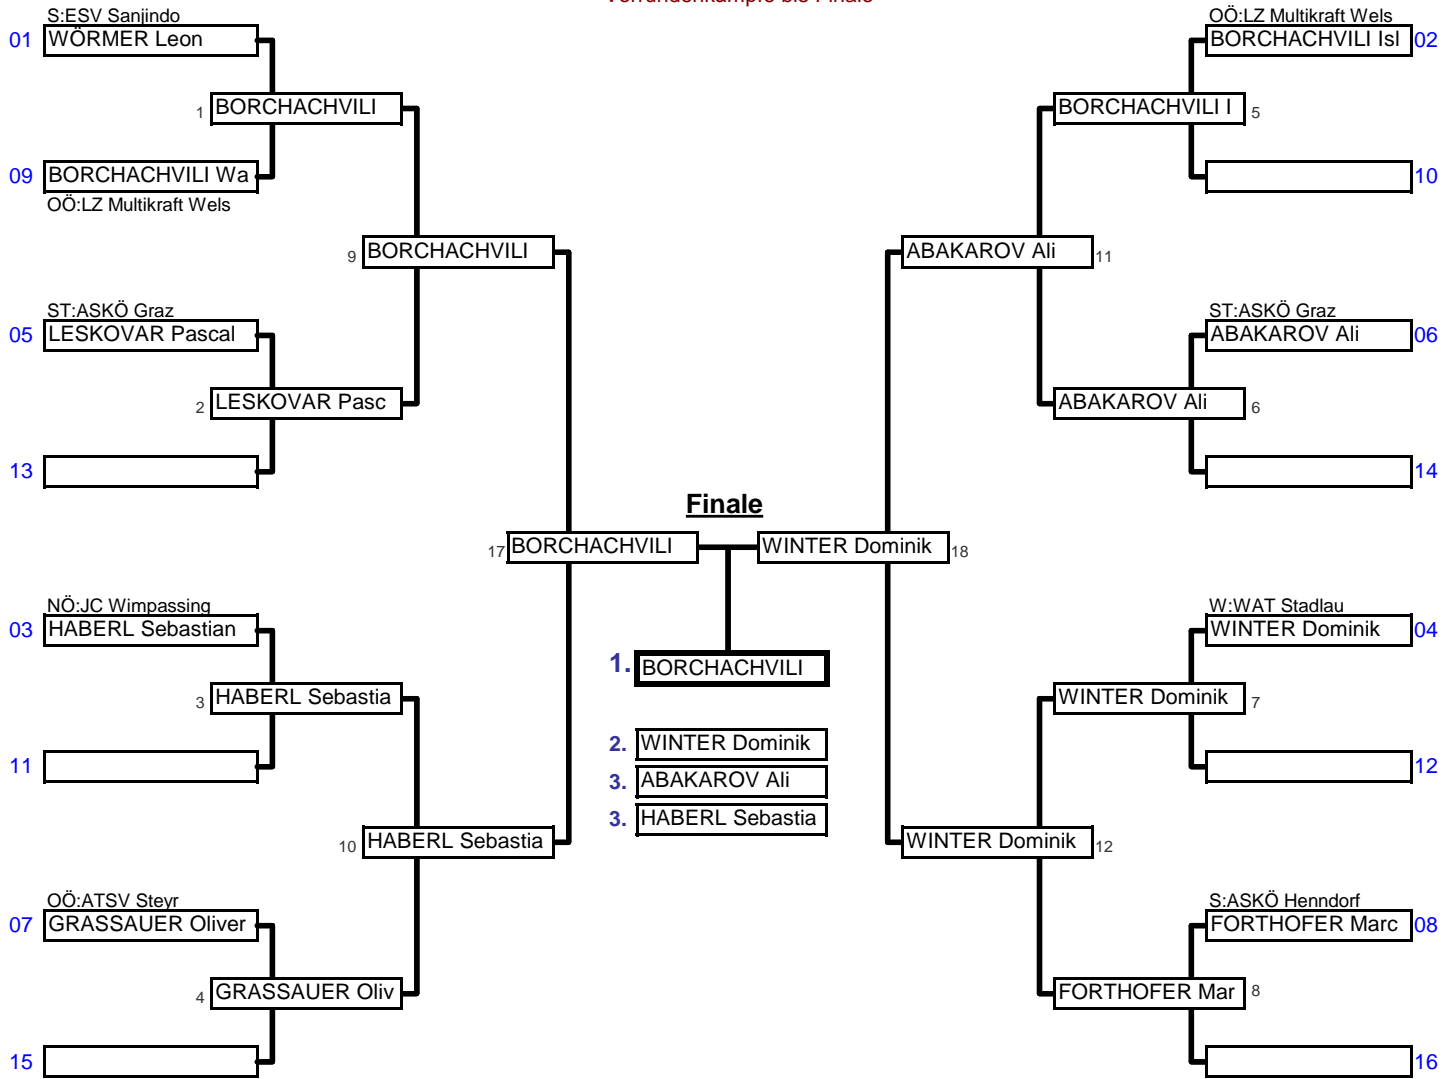 S:ESV Sanjindo
01 WÖRMER Leon
1 BORCHACHVILI
09 BORCHACHVILI Wa
OÖ:LZ Multikraft Wels
9 BORCHACHVILI
ST:ASKÖ Graz
05 LESKOVAR Pascal
2 LESKOVAR Pasc
13
17 BORCHACHVILI
NÖ:JC Wimpassing
03 HABERL Sebastian
3 HABERL Sebastia
11
10 HABERL Sebastia
OÖ:ATSV Steyr
07 GRASSAUER Oliver
4 GRASSAUER Oliv
15
Finale
1. BORCHACHVILI
2. WINTER Dominik
3. ABAKAROV Ali
3. HABERL Sebastia
OÖ:LZ Multikraft Wels
BORCHACHVILI Isl 02
BORCHACHVILI I 5
10
ABAKAROV Ali 11
ST:ASKÖ Graz
ABAKAROV Ali 06
ABAKAROV Ali 6
14
WINTER Dominik 18
W:WAT Stadlau
WINTER Dominik 04
WINTER Dominik 7
12
WINTER Dominik 12
S:ASKÖ Henndorf
FORTHOFER Marc 08
FORTHOFER Mar 8
16